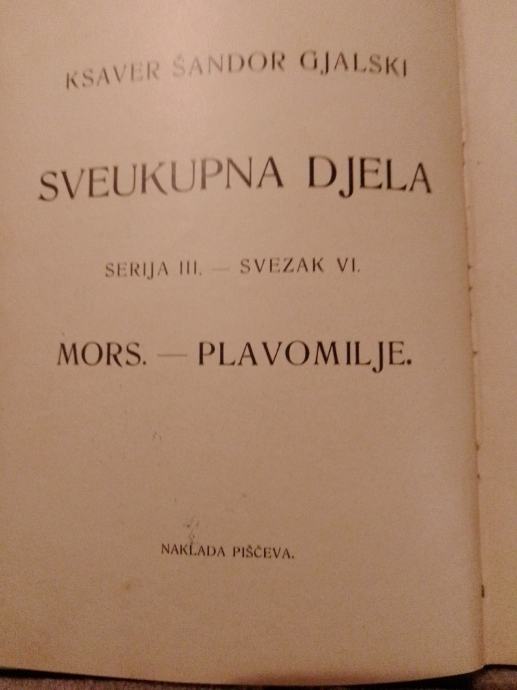 KSAVER ŠANDOR GJALSKI
SVEUKUPNA DJELA
SERIJA III. — SVEZAK VI.
MORS. — PLAVOMILJE.
NAKLADA PIŠČEVA.